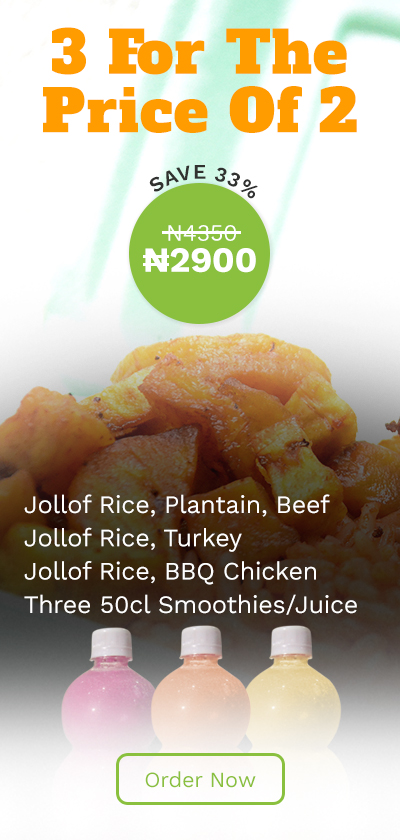 3 For The
Price Of 2
SAVE 33%
₦4350
₦2900
Jollof Rice, Plantain, Beef
Jollof Rice, Turkey
Jollof Rice, BBQ Chicken
Three 50cl Smoothies/Juice
Order Now